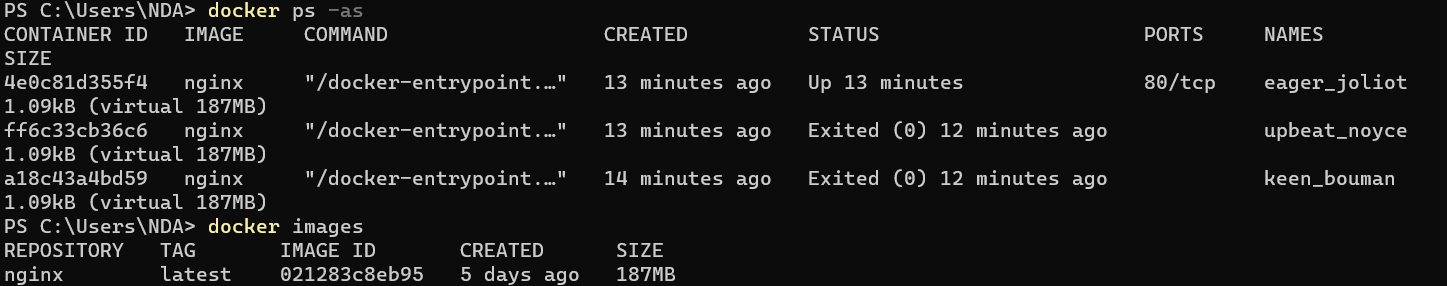 PS C:\Users\NDA> docker ps -as
CONTAINER ID   IMAGE     COMMAND                  CREATED          STATUS                      PORTS     NAMES
SIZE
4e0c81d355f4   nginx     "/docker-entrypoint.…"   13 minutes ago   Up 13 minutes               80/tcp    eager_joliot
1.09kB (virtual 187MB)
ff6c33cb36c6   nginx     "/docker-entrypoint.…"   13 minutes ago   Exited (0) 12 minutes ago             upbeat_noyce
1.09kB (virtual 187MB)
a18c43a4bd59   nginx     "/docker-entrypoint.…"   14 minutes ago   Exited (0) 12 minutes ago             keen_bouman
1.09kB (virtual 187MB)
PS C:\Users\NDA> docker images
REPOSITORY   TAG       IMAGE ID       CREATED      SIZE
nginx        latest    021283c8eb95   5 days ago   187MB